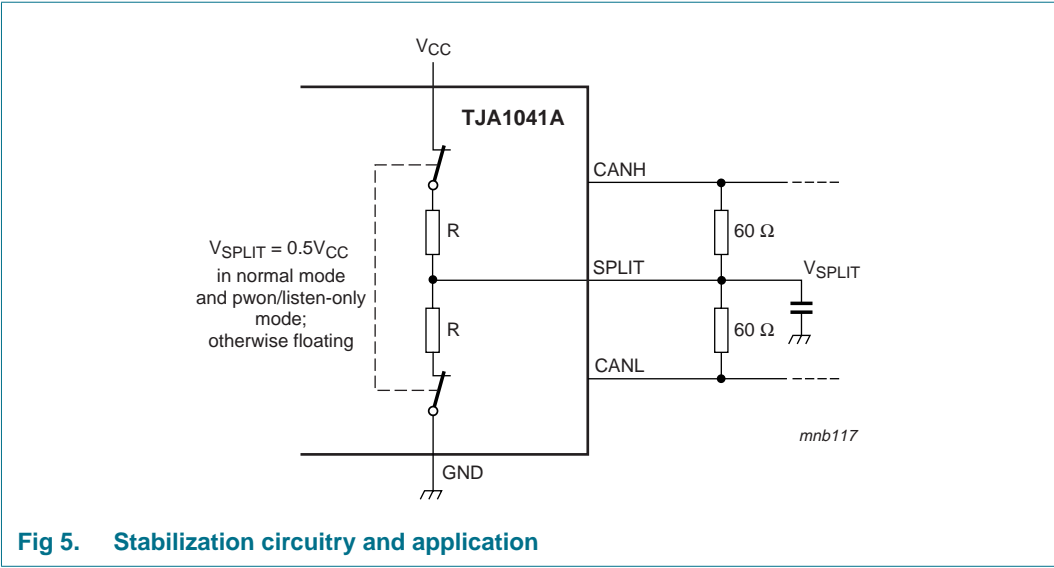 VCC
TJA1041A
CANH
R
60 Ω
VSPLIT = 0.5VCC
in normal mode
and pwon/listen-only
mode;
otherwise floating
SPLIT
VSPLIT
R
60 Ω
CANL
mnb117
GND
Fig 5. Stabilization circuitry and application